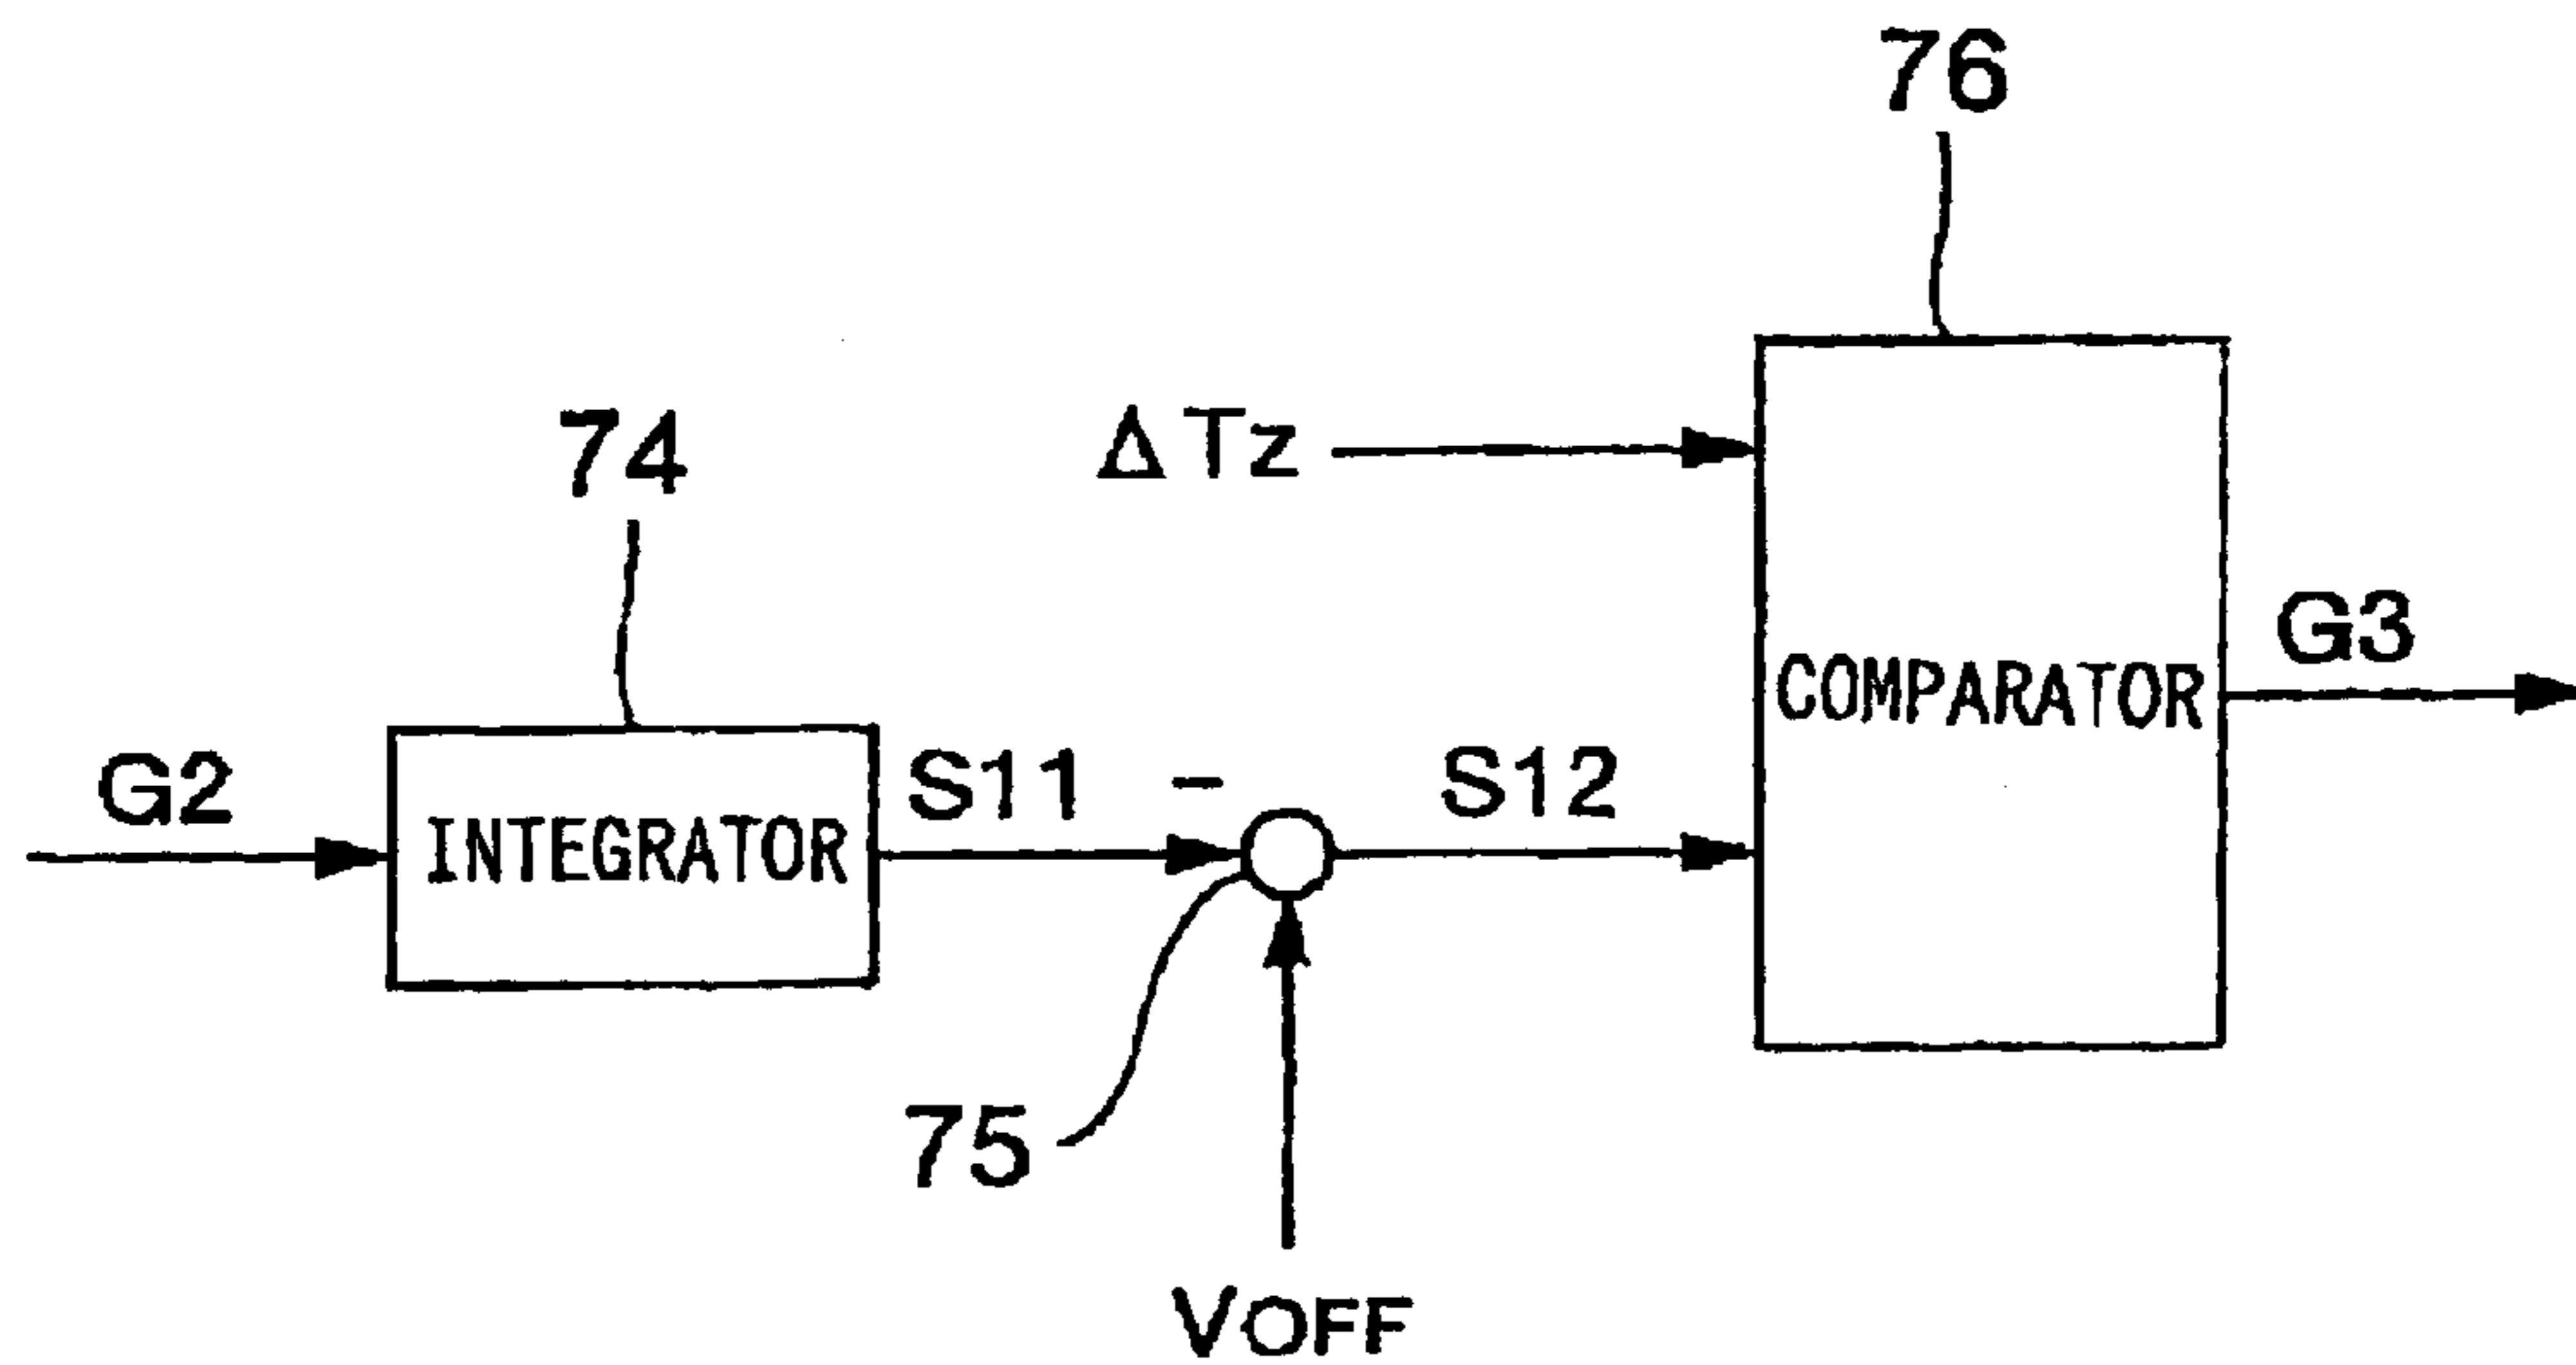 76
74
ΔTz
G3
COMPARATOR
G2
S11
-
S12
INTEGRATOR
75
VOFF